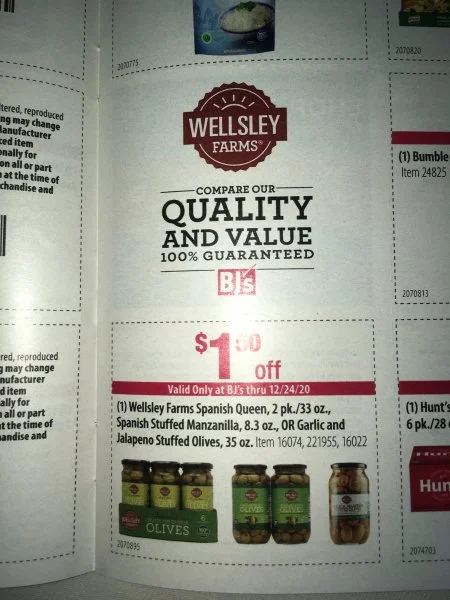 2070775
2070820
ltered, reproduced
ng may change
anufacturer
ced item
onally for
on all or part
at the time of
chandise and
WELLSLEY
FARMS®
COMPARE OUR
QUALITY
AND VALUE
100% GUARANTEED
BJ's
(1) Bumble
Item 24825
2070813
red, reproduced
g may change
nufacturer
d item
ally for
all or part
t the time of
andise and
$1.50 off
Valid Only at BJ's thru 12/24/20
(1) Wellsley Farms Spanish Queen, 2 pk./33 oz.,
Spanish Stuffed Manzanilla, 8.3 oz., OR Garlic and
Jalapeno Stuffed Olives, 35 oz. Item 16074, 221955, 16022
WELLSLEY
OLIVES
OLIVES
OLIVES
2070895
(1) Hunt's
6 pk./28
Hun
2074703